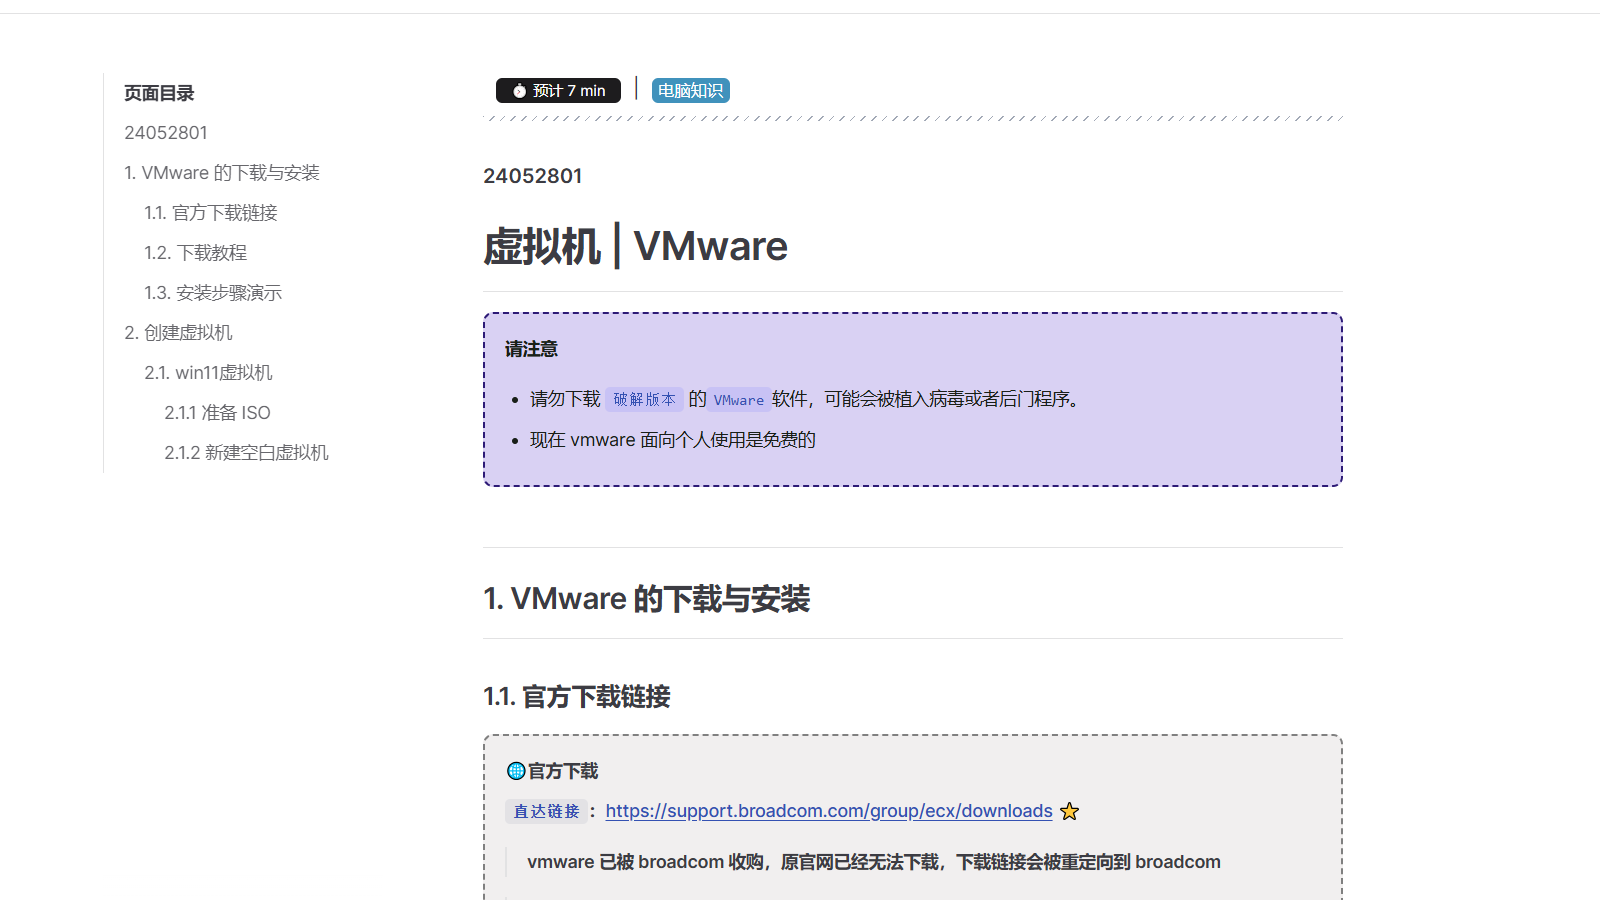 页面目录
24052801
1. VMware 的下载与安装
1.1. 官方下载链接
1.2. 下载教程
1.3. 安装步骤演示
2. 创建虚拟机
2.1. win11虚拟机
2.1.1 准备 ISO
2.1.2 新建空白虚拟机
预计 7 min | 电脑知识
24052801
虚拟机 | VMware
请注意
请勿下载 破解版本 的 VMware 软件，可能会被植入病毒或者后门程序。
现在 vmware 面向个人使用是免费的
1. VMware 的下载与安装
1.1. 官方下载链接
官方下载
直达链接：https://support.broadcom.com/group/ecx/downloads
vmware 已被 broadcom 收购，原官网已经无法下载，下载链接会被重定向到 broadcom